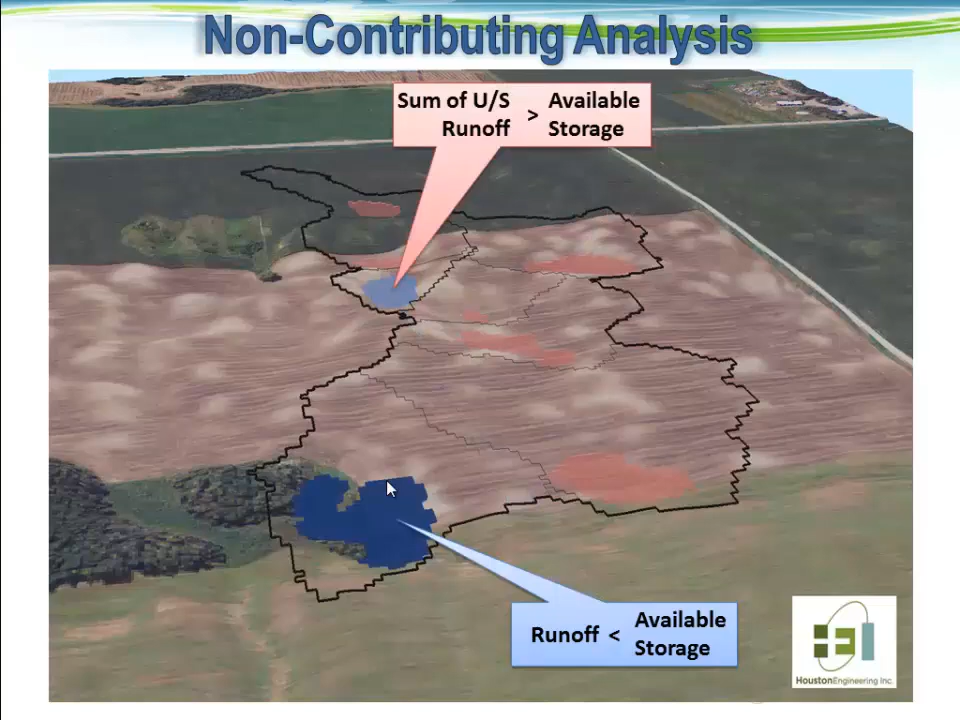 Non-Contributing Analysis
Sum of U/S Runoff > Available Storage
Runoff < Available Storage
HoustonEngineering Inc.